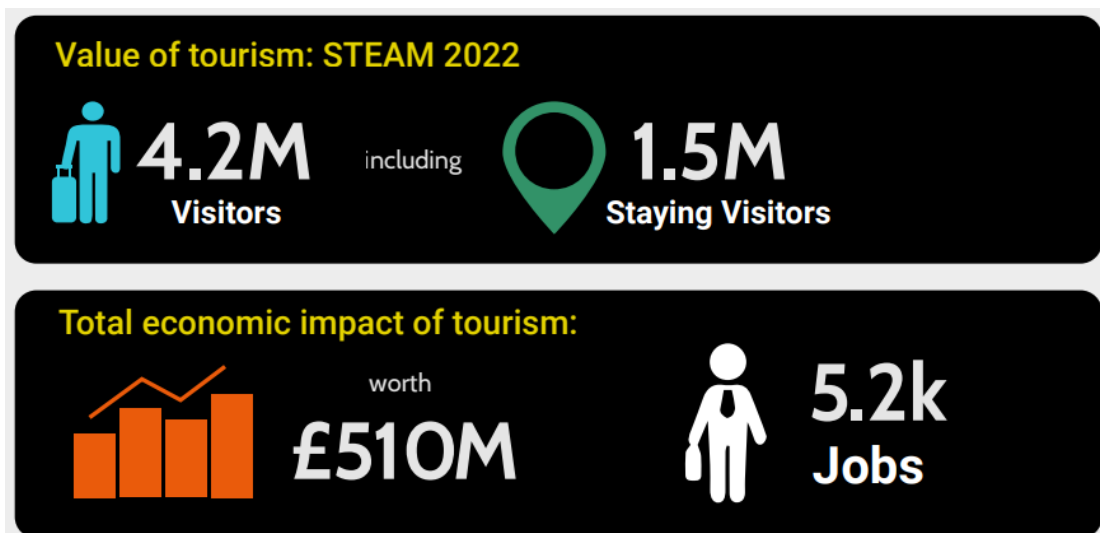 Value of tourism: STEAM 2022
4.2M including 1.5M
Visitors Staying Visitors
Total economic impact of tourism:
worth
£510M
5.2k
Jobs